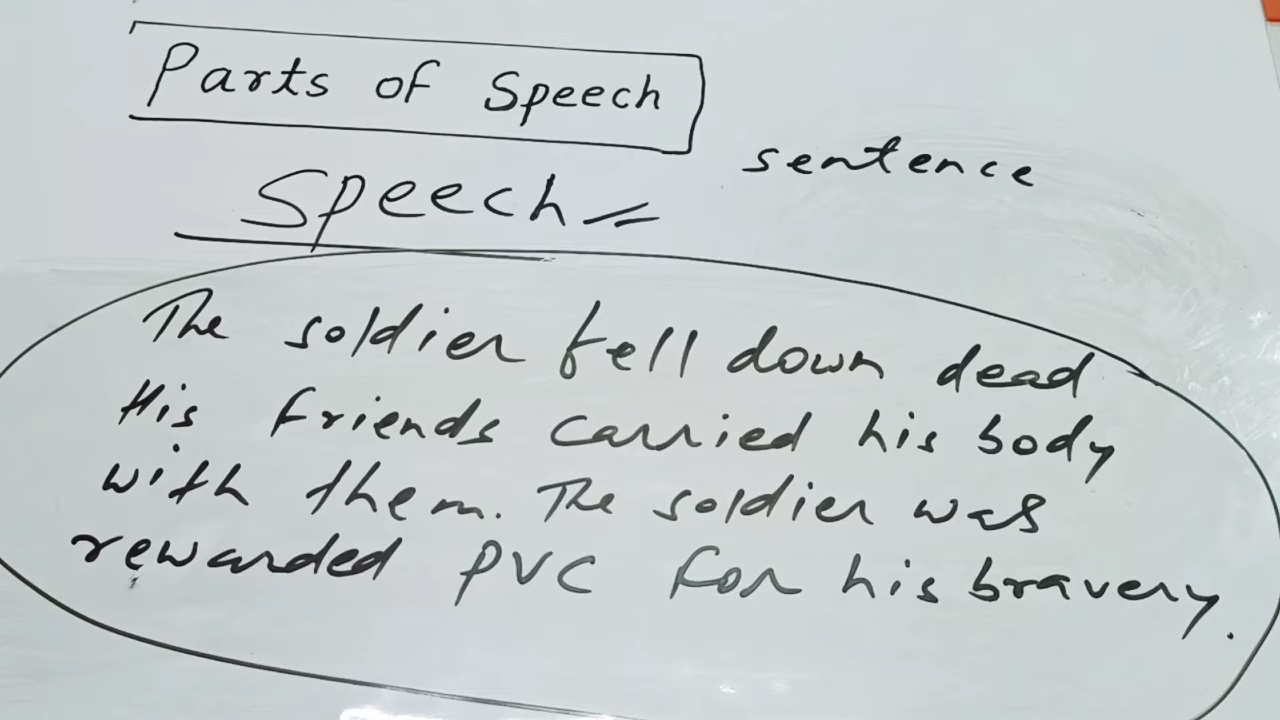 Parts of Speech
sentence
Speech
The soldier fell down dead
His friends carried his body
with them. The soldier was
rewarded PVC for his bravery.